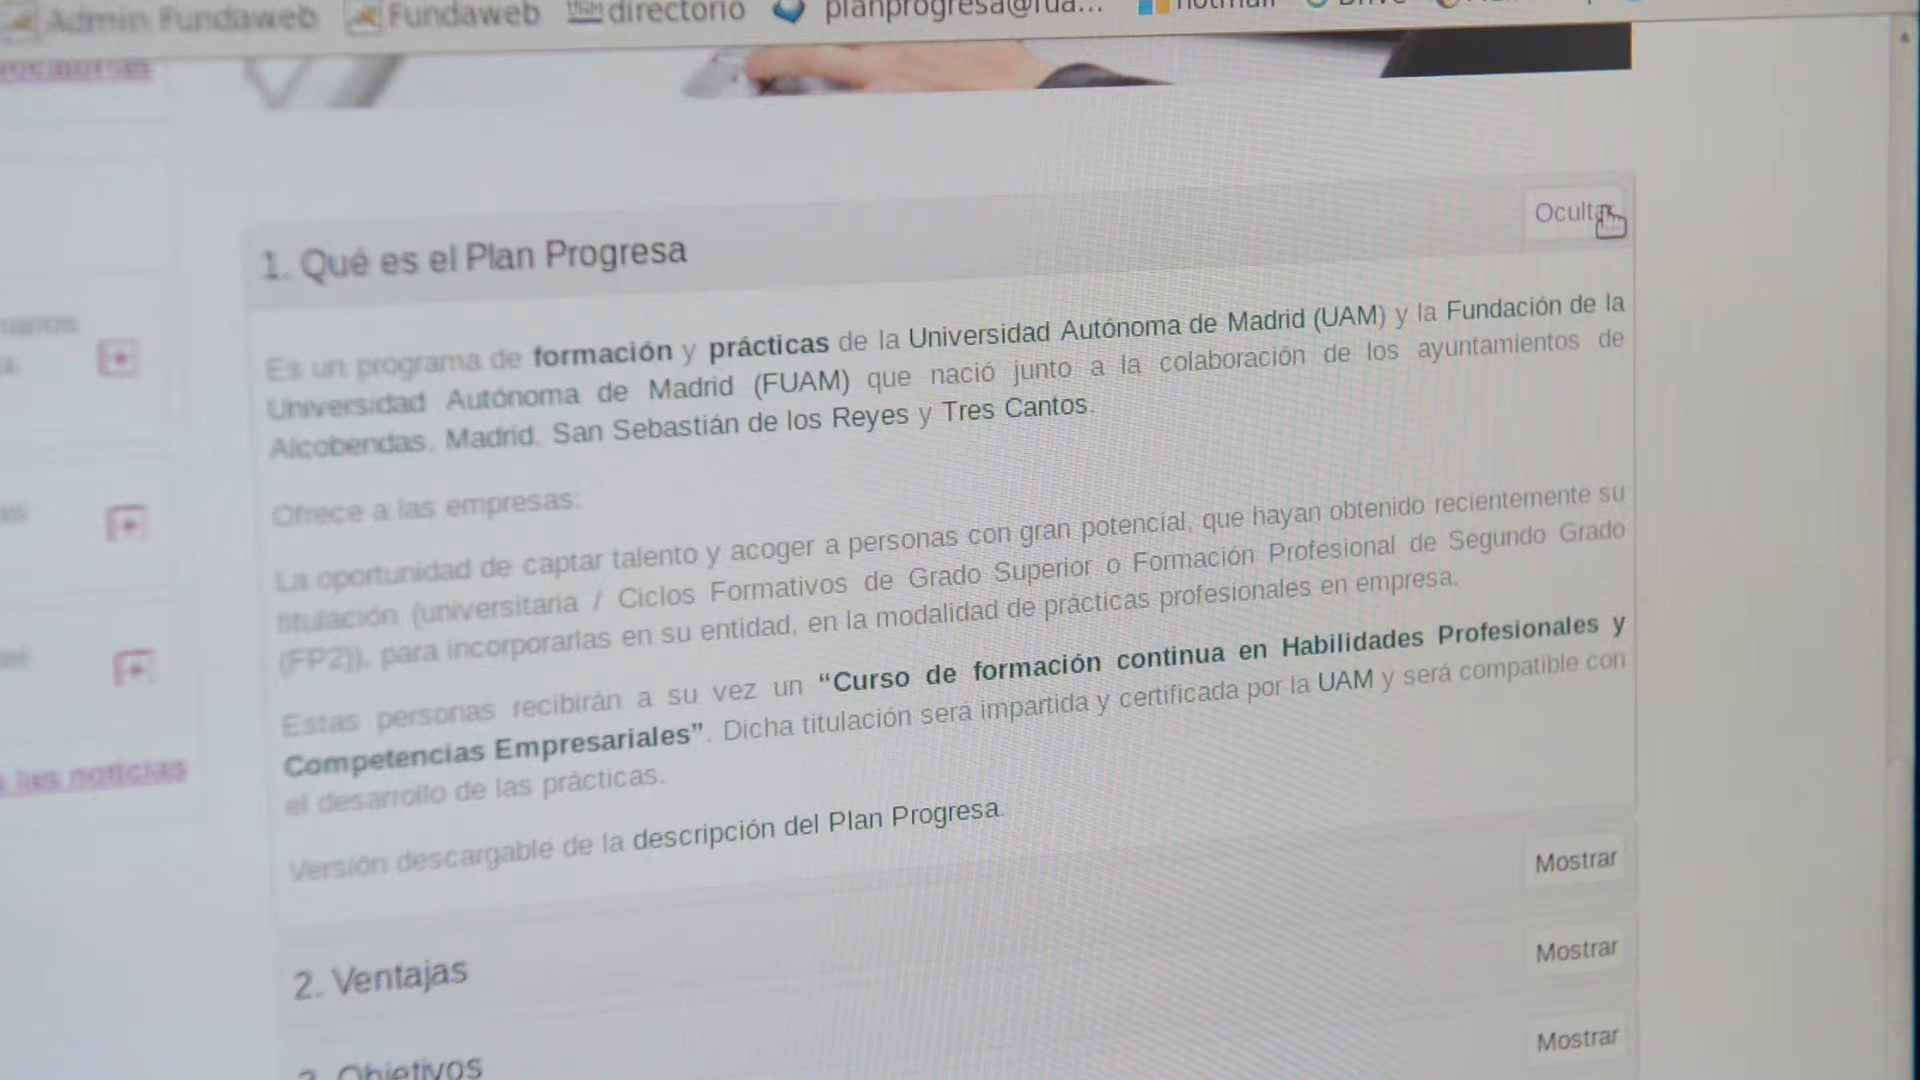 Admin Fundaweb Fundaweb directorio planprogresa@fua... hotmail Drive
1. Qué es el Plan Progresa
Ocultar
Es un programa de formación y prácticas de la Universidad Autónoma de Madrid (UAM) y la Fundación de la
Universidad Autónoma de Madrid (FUAM) que nació junto a la colaboración de los ayuntamientos de
Alcobendas, Madrid, San Sebastián de los Reyes y Tres Cantos.
Ofrece a las empresas:
La oportunidad de captar talento y acoger a personas con gran potencial, que hayan obtenido recientemente su
titulación (universitaria / Ciclos Formativos de Grado Superior o Formación Profesional de Segundo Grado
(FP2)), para incorporarlas en su entidad, en la modalidad de prácticas profesionales en empresa.
Estas personas recibirán a su vez un “Curso de formación continua en Habilidades Profesionales y
Competencias Empresariales”. Dicha titulación será impartida y certificada por la UAM y será compatible con
el desarrollo de las prácticas.
Versión descargable de la descripción del Plan Progresa.
Mostrar
2. Ventajas
Mostrar
3. Objetivos
Mostrar
las noticias